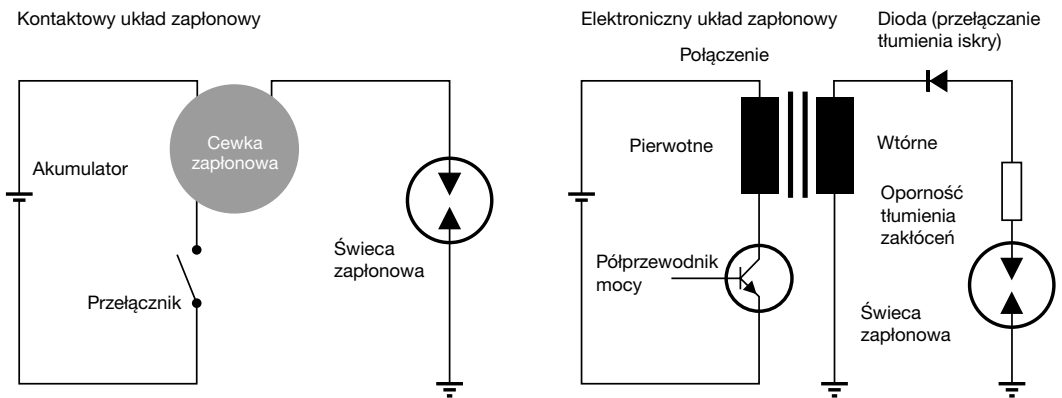 Kontaktowy układ zapłonowy
Cewka
zapłonowa
Akumulator
Świeca
zapłonowa
Przełącznik
Elektroniczny układ zapłonowy
Dioda (przełączanie
tłumienia iskry)
Połączenie
Pierwotne
Wtórne
Oporność
tłumienia
zakłóceń
Półprzewodnik
mocy
Świeca
zapłonowa